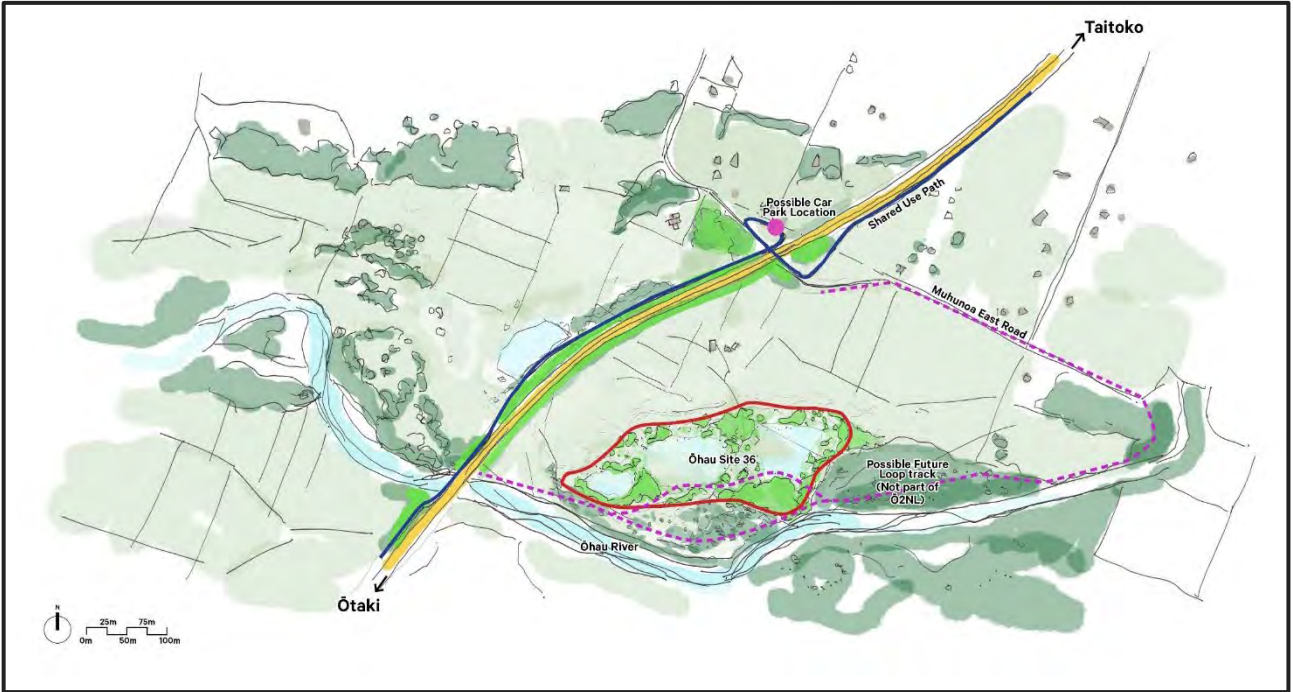 Taitoko
Possible Car
Park Location
Shared Use Path
Muhunoa East Road
Ōhau Site 36
Possible Future
Loop track
(Not part of
Ō2NL)
Ōhau River
Ōtaki
N
25m 75m
0m 50m 100m